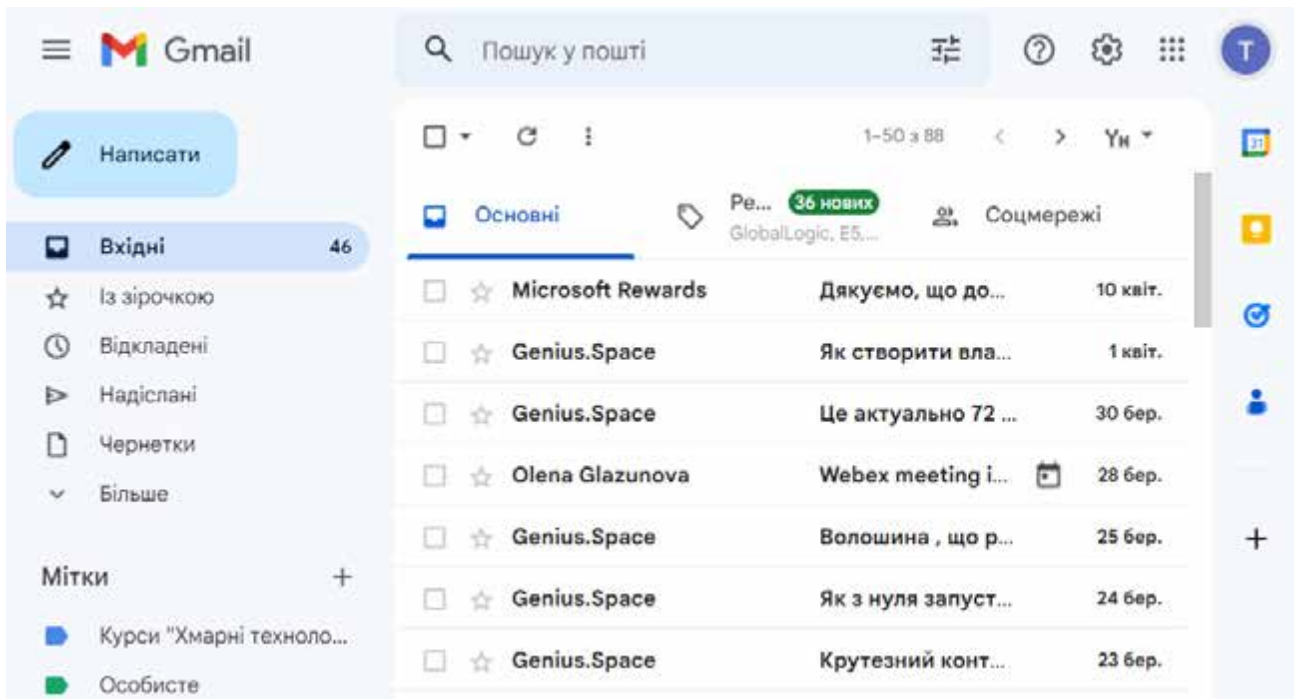 Gmail
Пошук у пошті
T
Написати
Вхідні 46
Із зірочкою
Відкладені
Надіслані
Чернетки
Більше
Мітки
Курси "Хмарні техноло...
Особисте
1–50 з 88 Ун
Основні
Ре... 36 нових
GlobalLogic, E5,...
Соцмережі
Microsoft Rewards Дякуємо, що до... 10 квіт.
Genius.Space Як створити вла... 1 квіт.
Genius.Space Це актуально 72 ... 30 бер.
Olena Glazunova Webex meeting i... 28 бер.
Genius.Space Волошина , що р... 25 бер.
Genius.Space Як з нуля запуст... 24 бер.
Genius.Space Крутезний конт... 23 бер.
31